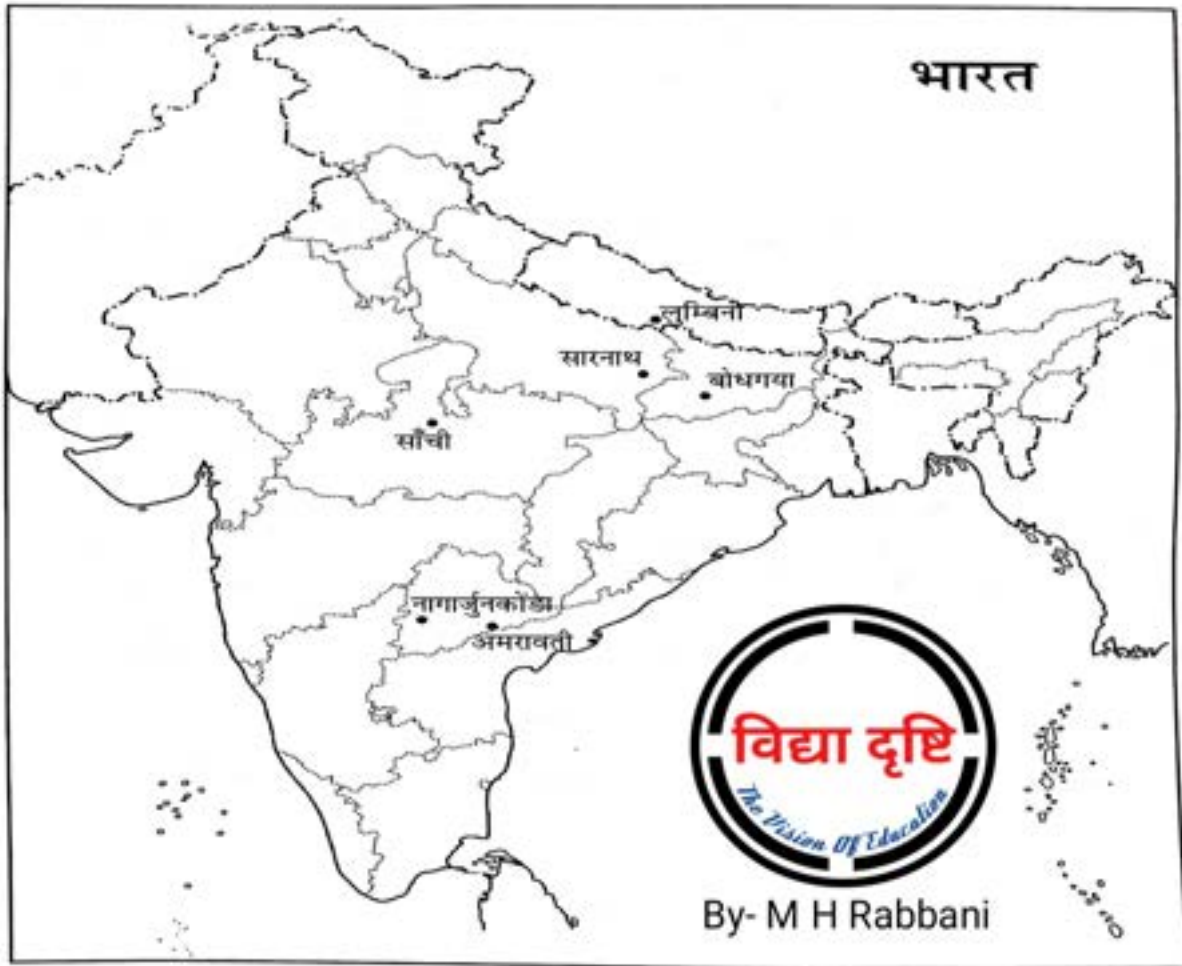 भारत
लुम्बिनी
सारनाथ
बोधगया
साँची
नागार्जुनकोंडा
अमरावती
विद्या दृष्टि
The Vision Of Education
By- M H Rabbani